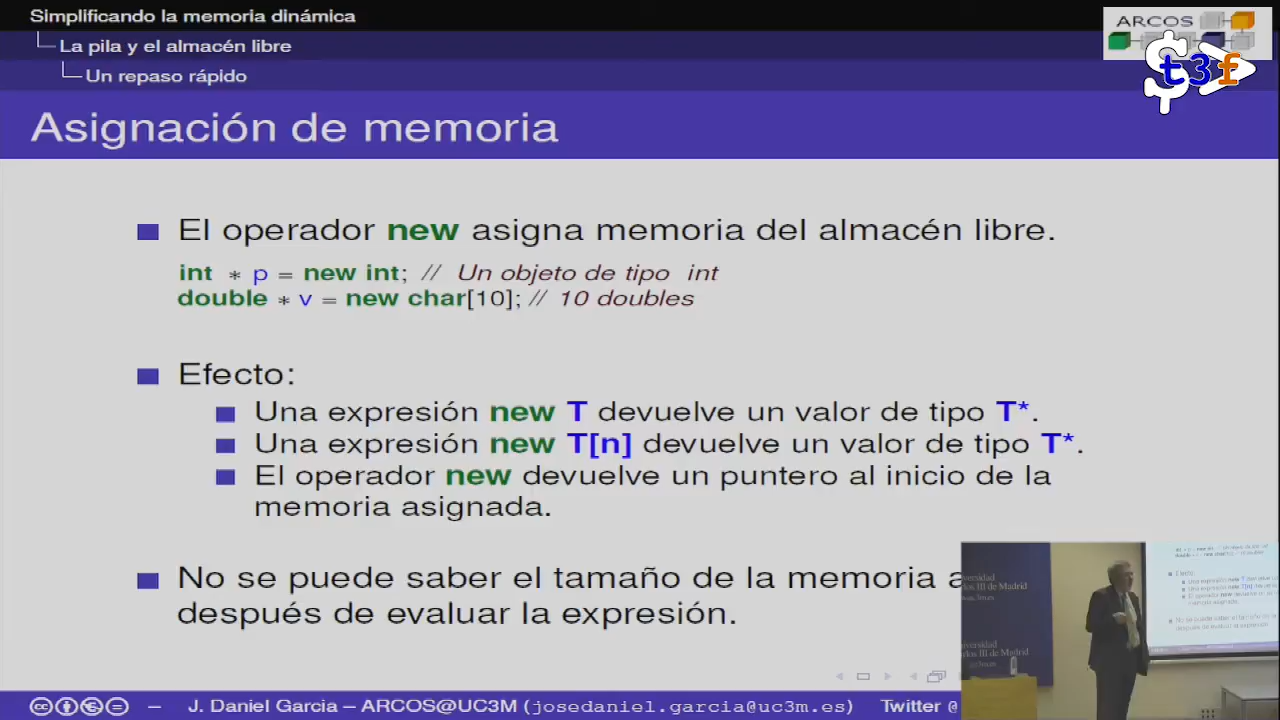 Simplificando la memoria dinámica
La pila y el almacén libre
Un repaso rápido
ARCOS
t3f
Asignación de memoria
El operador new asigna memoria del almacén libre.
int * p = new int; // Un objeto de tipo int
double * v = new char[10]; // 10 doubles
Efecto:
Una expresión new T devuelve un valor de tipo T*.
Una expresión new T[n] devuelve un valor de tipo T*.
El operador new devuelve un puntero al inicio de la
memoria asignada.
No se puede saber el tamaño de la memoria a
después de evaluar la expresión.
J. Daniel Garcia – ARCOS@UC3M (josedaniel.garcia@uc3m.es)
Twitter @